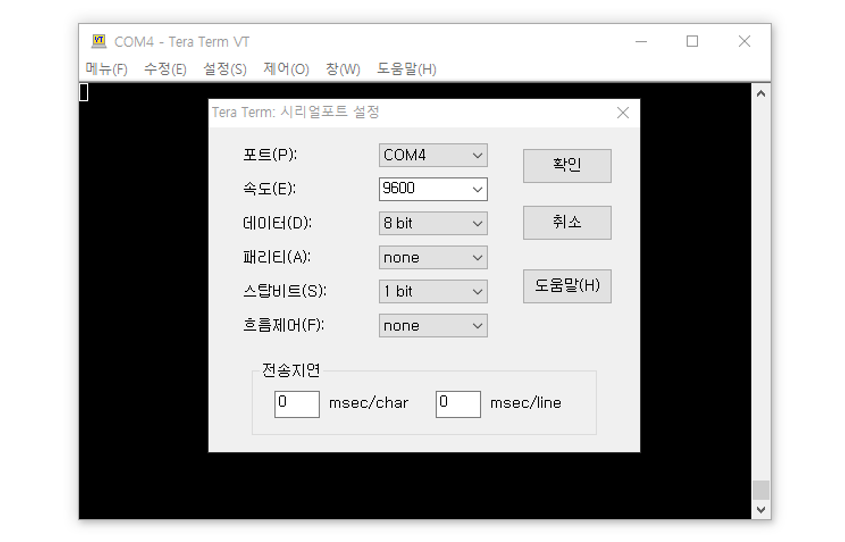 VT COM4 - Tera Term VT
메뉴(F) 수정(E) 설정(S) 제어(O) 창(W) 도움말(H)
Tera Term: 시리얼포트 설정
포트(P): COM4 확인
속도(E): 9600
데이터(D): 8 bit 취소
패리티(A): none
스탑비트(S): 1 bit 도움말(H)
흐름제어(F): none
전송지연
0 msec/char 0 msec/line